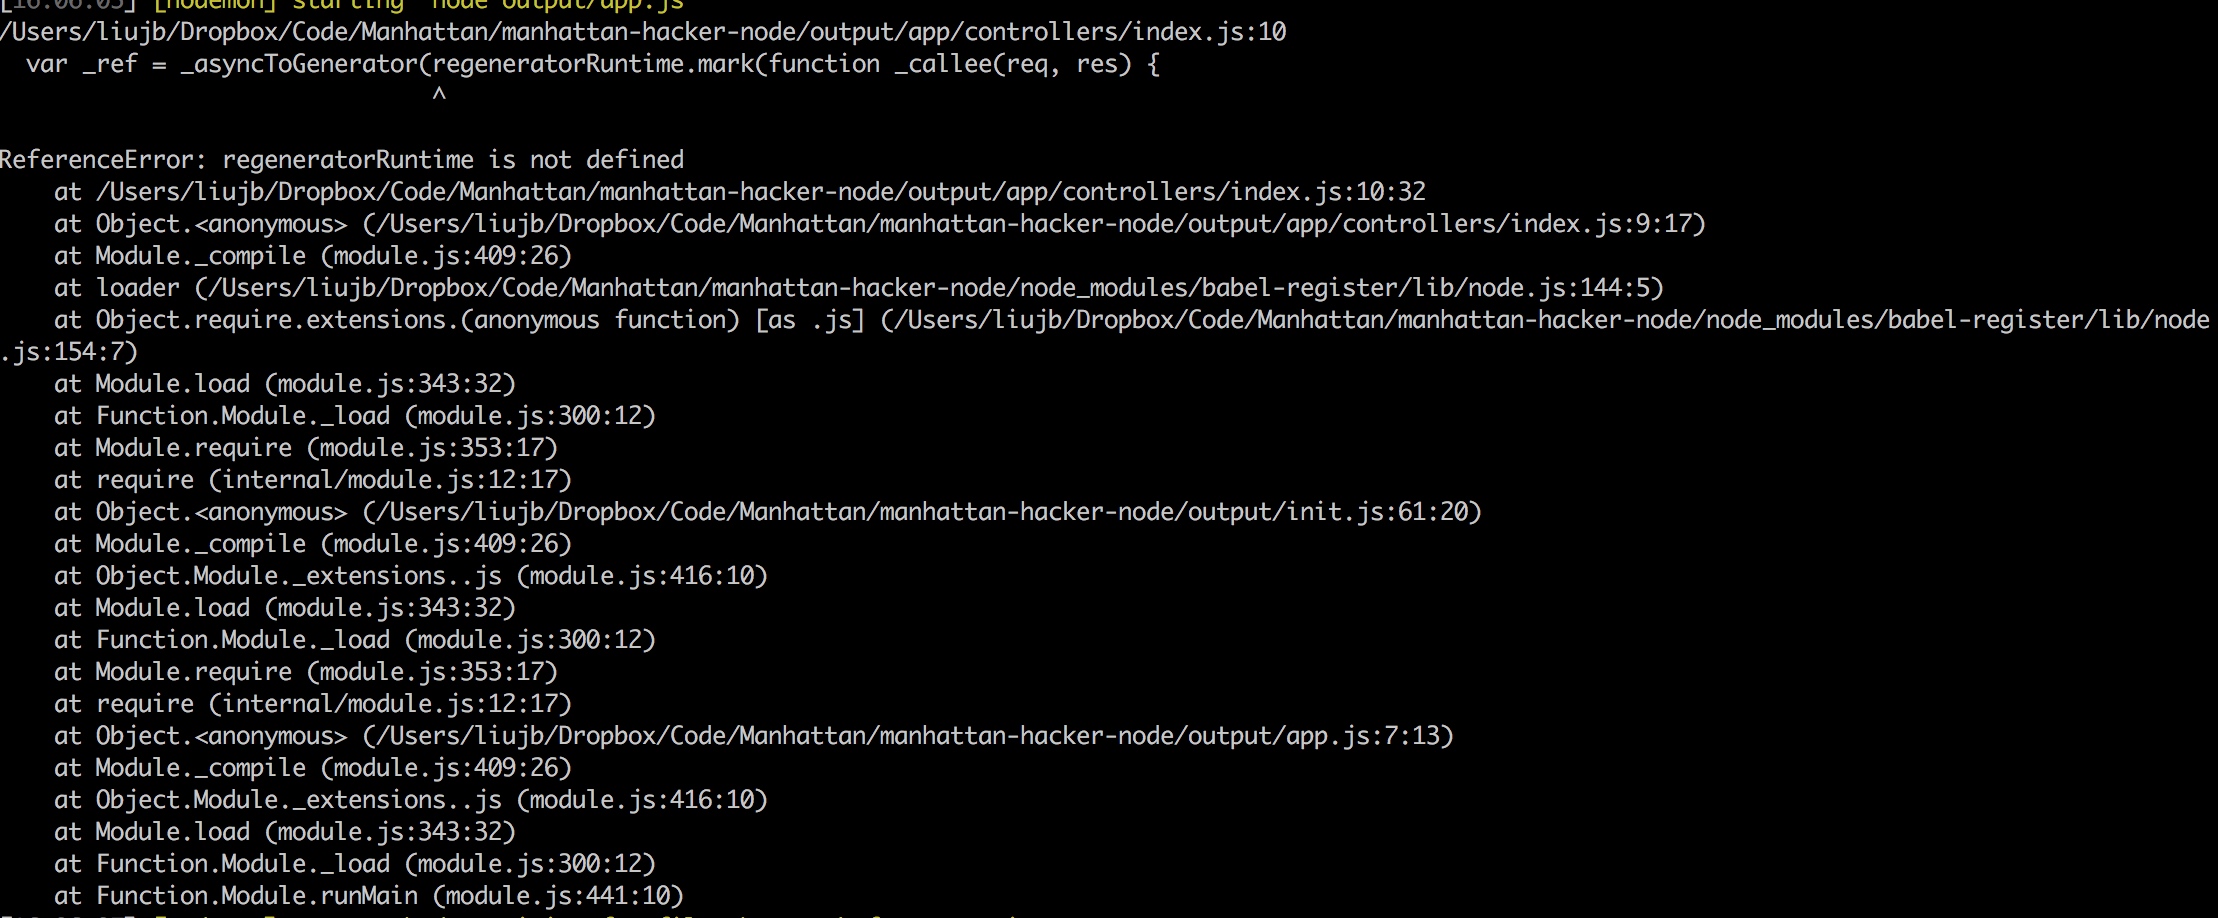 [16:06:05] [nodemon] starting `node output/app.js`
/Users/liujb/Dropbox/Code/Manhattan/manhattan-hacker-node/output/app/controllers/index.js:10
  var _ref = _asyncToGenerator(regeneratorRuntime.mark(function _callee(req, res) {
                               ^
ReferenceError: regeneratorRuntime is not defined
    at /Users/liujb/Dropbox/Code/Manhattan/manhattan-hacker-node/output/app/controllers/index.js:10:32
    at Object.<anonymous> (/Users/liujb/Dropbox/Code/Manhattan/manhattan-hacker-node/output/app/controllers/index.js:9:17)
    at Module._compile (module.js:409:26)
    at loader (/Users/liujb/Dropbox/Code/Manhattan/manhattan-hacker-node/node_modules/babel-register/lib/node.js:144:5)
    at Object.require.extensions.(anonymous function) [as .js] (/Users/liujb/Dropbox/Code/Manhattan/manhattan-hacker-node/node_modules/babel-register/lib/node
.js:154:7)
    at Module.load (module.js:343:32)
    at Function.Module._load (module.js:300:12)
    at Module.require (module.js:353:17)
    at require (internal/module.js:12:17)
    at Object.<anonymous> (/Users/liujb/Dropbox/Code/Manhattan/manhattan-hacker-node/output/init.js:61:20)
    at Module._compile (module.js:409:26)
    at Object.Module._extensions..js (module.js:416:10)
    at Module.load (module.js:343:32)
    at Function.Module._load (module.js:300:12)
    at Module.require (module.js:353:17)
    at require (internal/module.js:12:17)
    at Object.<anonymous> (/Users/liujb/Dropbox/Code/Manhattan/manhattan-hacker-node/output/app.js:7:13)
    at Module._compile (module.js:409:26)
    at Object.Module._extensions..js (module.js:416:10)
    at Module.load (module.js:343:32)
    at Function.Module._load (module.js:300:12)
    at Function.Module.runMain (module.js:441:10)